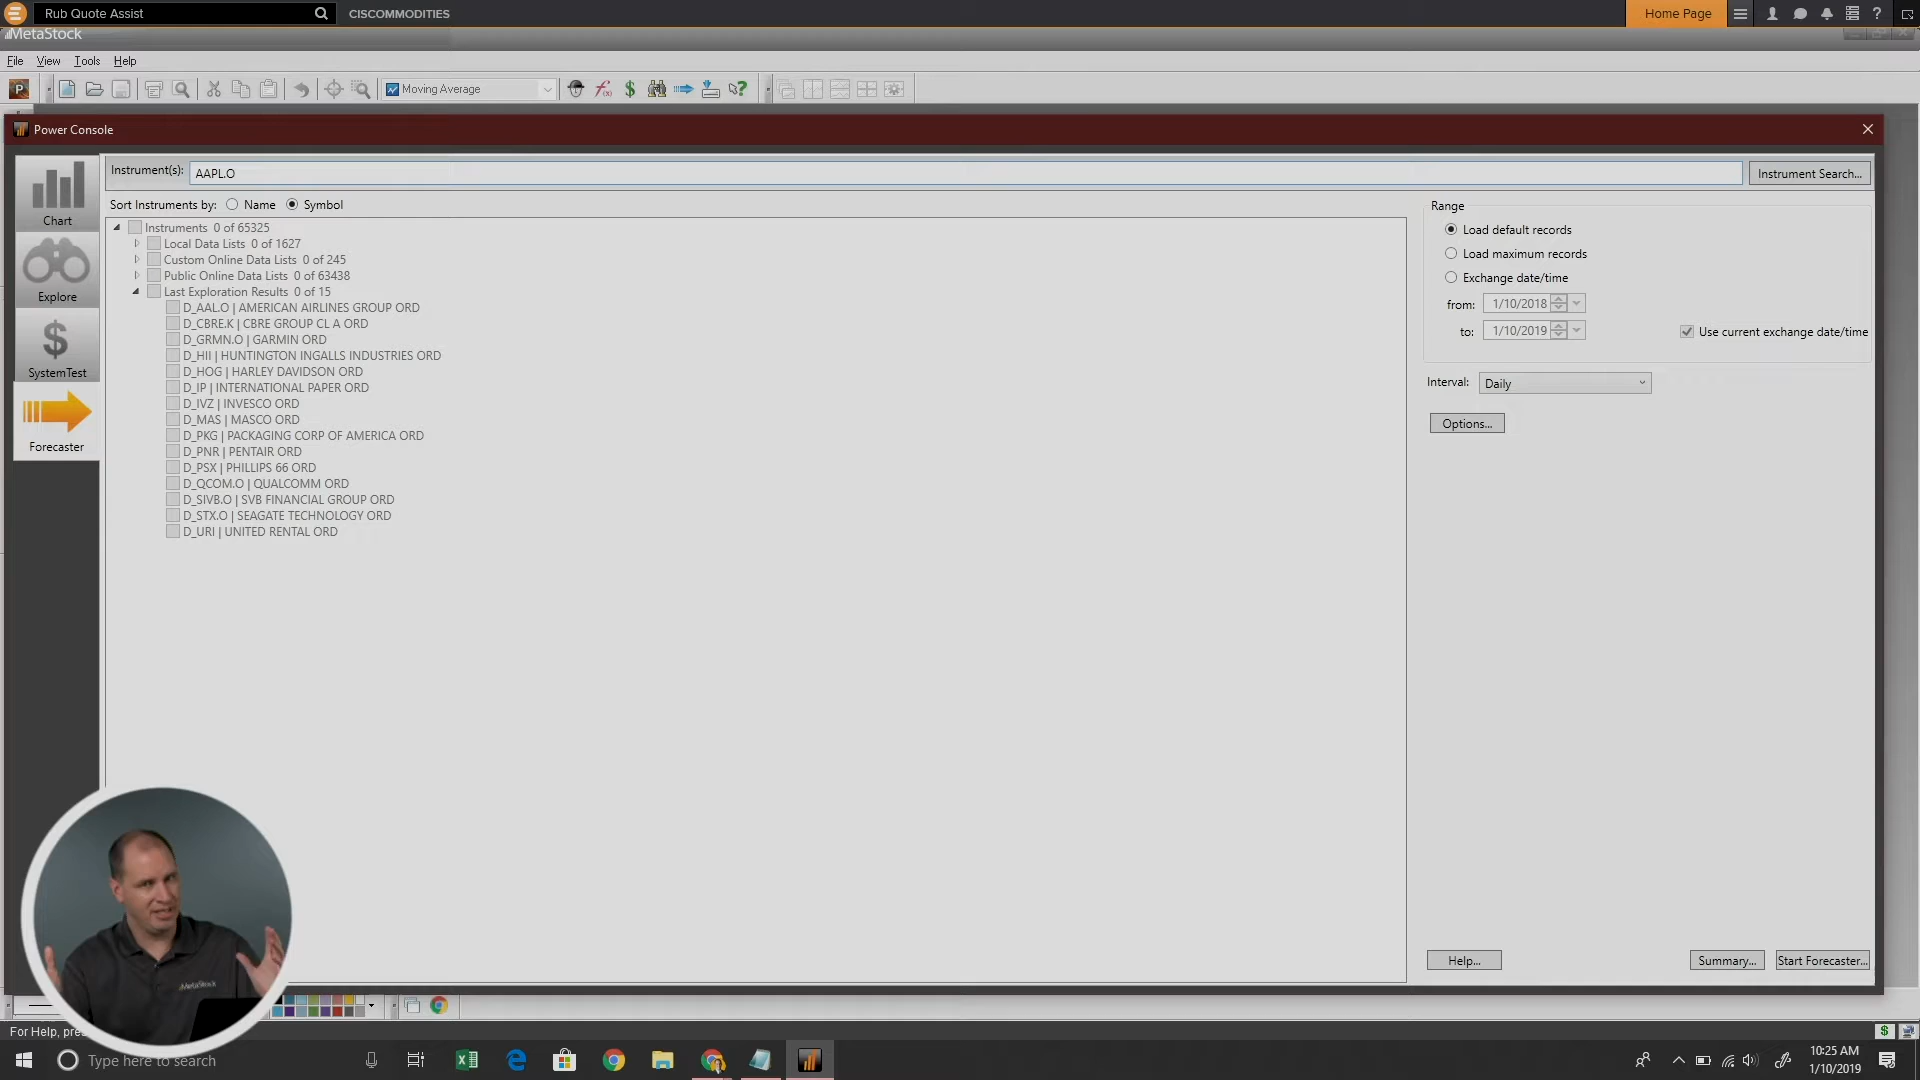 Rub Quote Assist
CISCOMMODITIES
Home Page
MetaStock
File View Tools Help
P
Moving Average
Power Console
Instrument(s): AAPL.O
Instrument Search...
Sort Instruments by: Name Symbol
Chart
Explore
SystemTest
Forecaster
Instruments 0 of 65325
Local Data Lists 0 of 1627
Custom Online Data Lists 0 of 245
Public Online Data Lists 0 of 63438
Last Exploration Results 0 of 15
D_AAL.O | AMERICAN AIRLINES GROUP ORD
D_CBRE.K | CBRE GROUP CL A ORD
D_GRMN.O | GARMIN ORD
D_HII | HUNTINGTON INGALLS INDUSTRIES ORD
D_HOG | HARLEY DAVIDSON ORD
D_IP | INTERNATIONAL PAPER ORD
D_IVZ | INVESCO ORD
D_MAS | MASCO ORD
D_PKG | PACKAGING CORP OF AMERICA ORD
D_PNR | PENTAIR ORD
D_PSX | PHILLIPS 66 ORD
D_QCOM.O | QUALCOMM ORD
D_SIVB.O | SVB FINANCIAL GROUP ORD
D_STX.O | SEAGATE TECHNOLOGY ORD
D_URI | UNITED RENTAL ORD
Range
Load default records
Load maximum records
Exchange date/time
from: 1/10/2018
to: 1/10/2019
Use current exchange date/time
Interval: Daily
Options...
Help...
Summary...
Start Forecaster...
MetaStock
For Help, pre
Type here to search
10:25 AM
1/10/2019